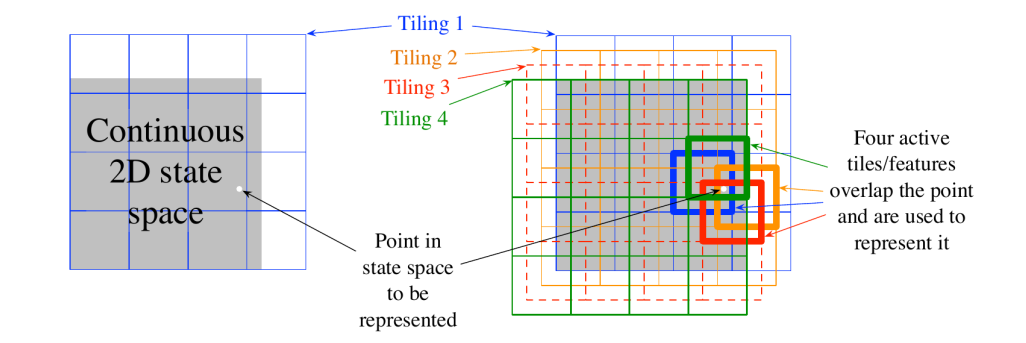 Tiling 1
Tiling 2
Tiling 3
Tiling 4
Continuous
2D state
space
Point in
state space
to be
represented
Four active
tiles/features
overlap the point
and are used to
represent it